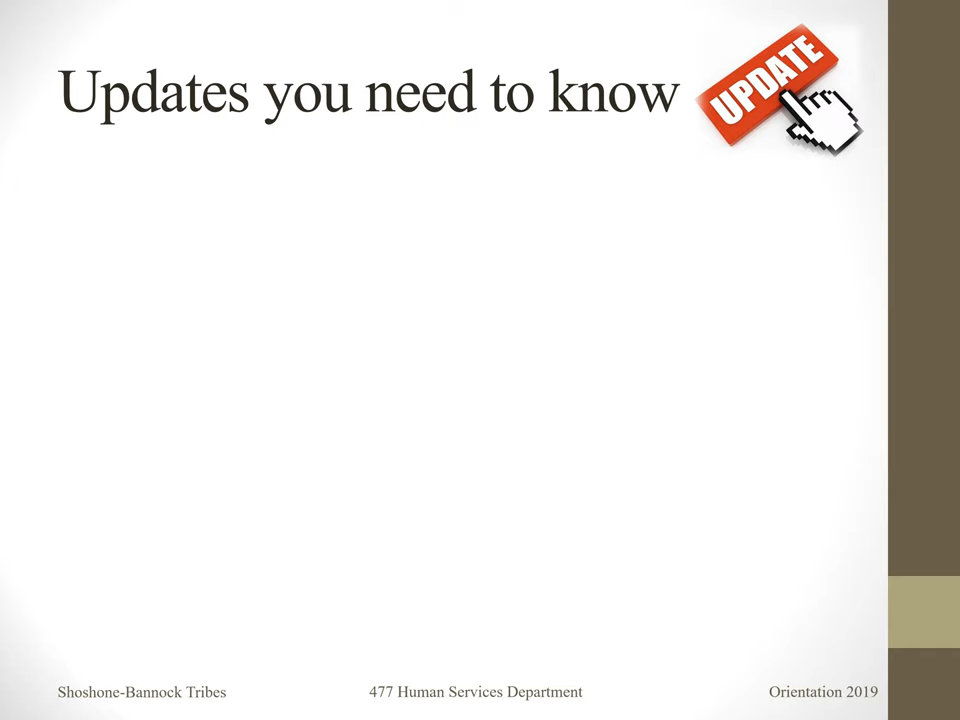 Updates you need to know
UPDATE
Shoshone-Bannock Tribes
477 Human Services Department
Orientation 2019